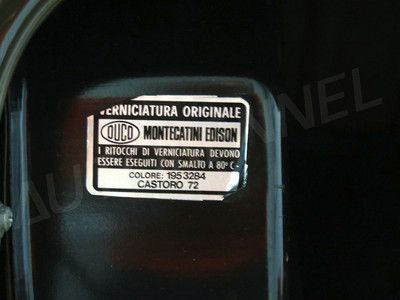 VERNICIATURA ORIGINALE
DUCO MONTECATINI EDISON
I RITOCCHI DI VERNICIATURA DEVONO
ESSERE ESEGUITI CON SMALTO A 80° C -
COLORE: 1953284
CASTORO 72